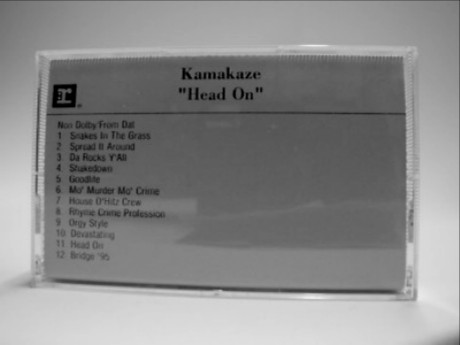 Kamakaze
"Head On"
r
Non Dolby/From Dat
1. Snakes In The Grass
2. Spread It Around
3. Da Rocks Y'All
4. Shakedown
5. Goodlife
6. Mo' Murder Mo' Crime
7. House O'Hitz Crew
8. Rhyme Crime Profession
9. Orgy Style
10. Devastating
11. Head On
12. Bridge '95